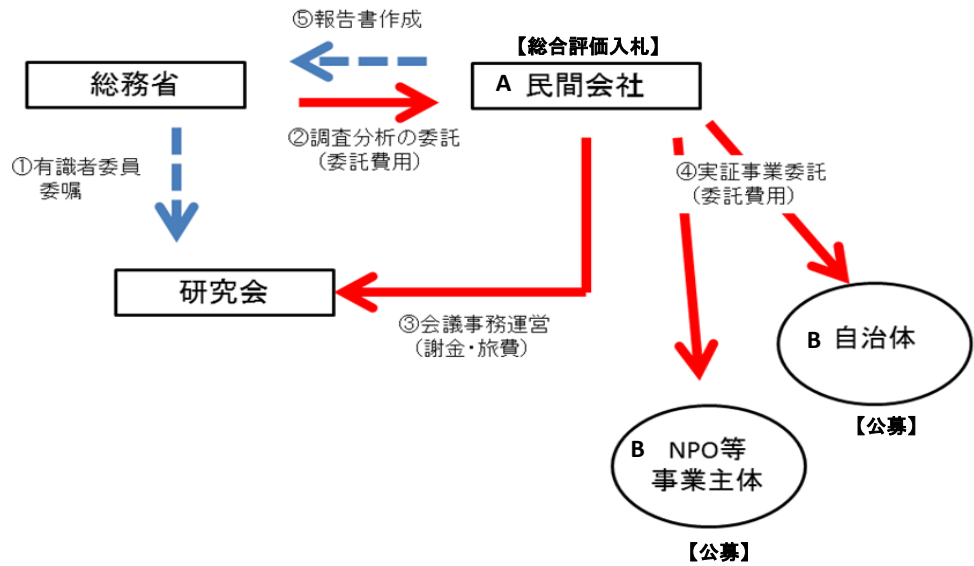 ⑤報告書作成
【総合評価入札】
総務省
A 民間会社
②調査分析の委託
(委託費用)
①有識者委員
委嘱
④実証事業委託
(委託費用)
研究会
③会議事務運営
(謝金・旅費)
B 自治体
【公募】
B NPO等
事業主体
【公募】